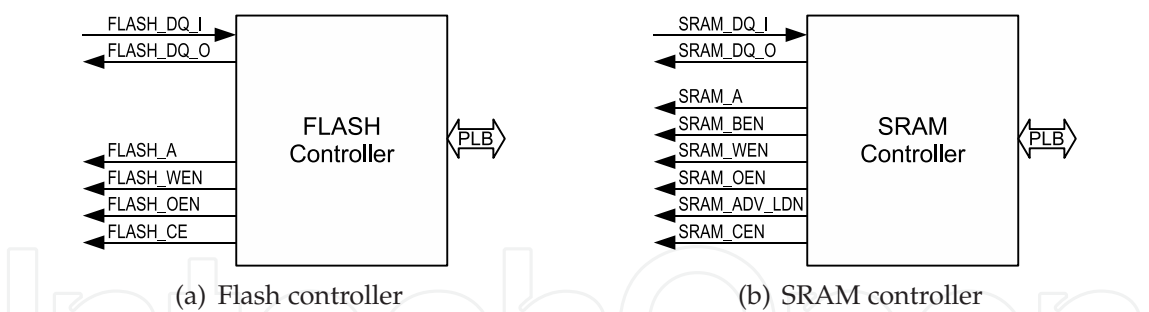 FLASH_DQ_I
FLASH_DQ_O
FLASH_A
FLASH_WEN
FLASH_OEN
FLASH_CE
FLASH
Controller
PLB
(a) Flash controller
SRAM_DQ_I
SRAM_DQ_O
SRAM_A
SRAM_BEN
SRAM_WEN
SRAM_OEN
SRAM_ADV_LDN
SRAM_CEN
SRAM
Controller
PLB
(b) SRAM controller